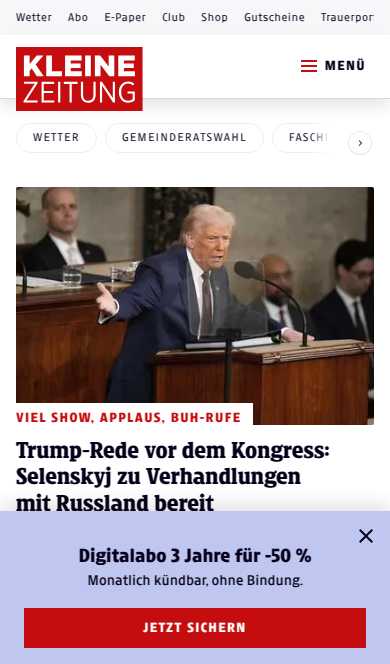 Wetter Abo E-Paper Club Shop Gutscheine Trauerpor
KLEINE
ZEITUNG
MENÜ
WETTER GEMEINDERATSWAHL FASCHI
VIEL SHOW, APPLAUS, BUH-RUFE
Trump-Rede vor dem Kongress:
Selenskyj zu Verhandlungen
mit Russland bereit
Digitalabo 3 Jahre für -50 %
Monatlich kündbar, ohne Bindung.
JETZT SICHERN